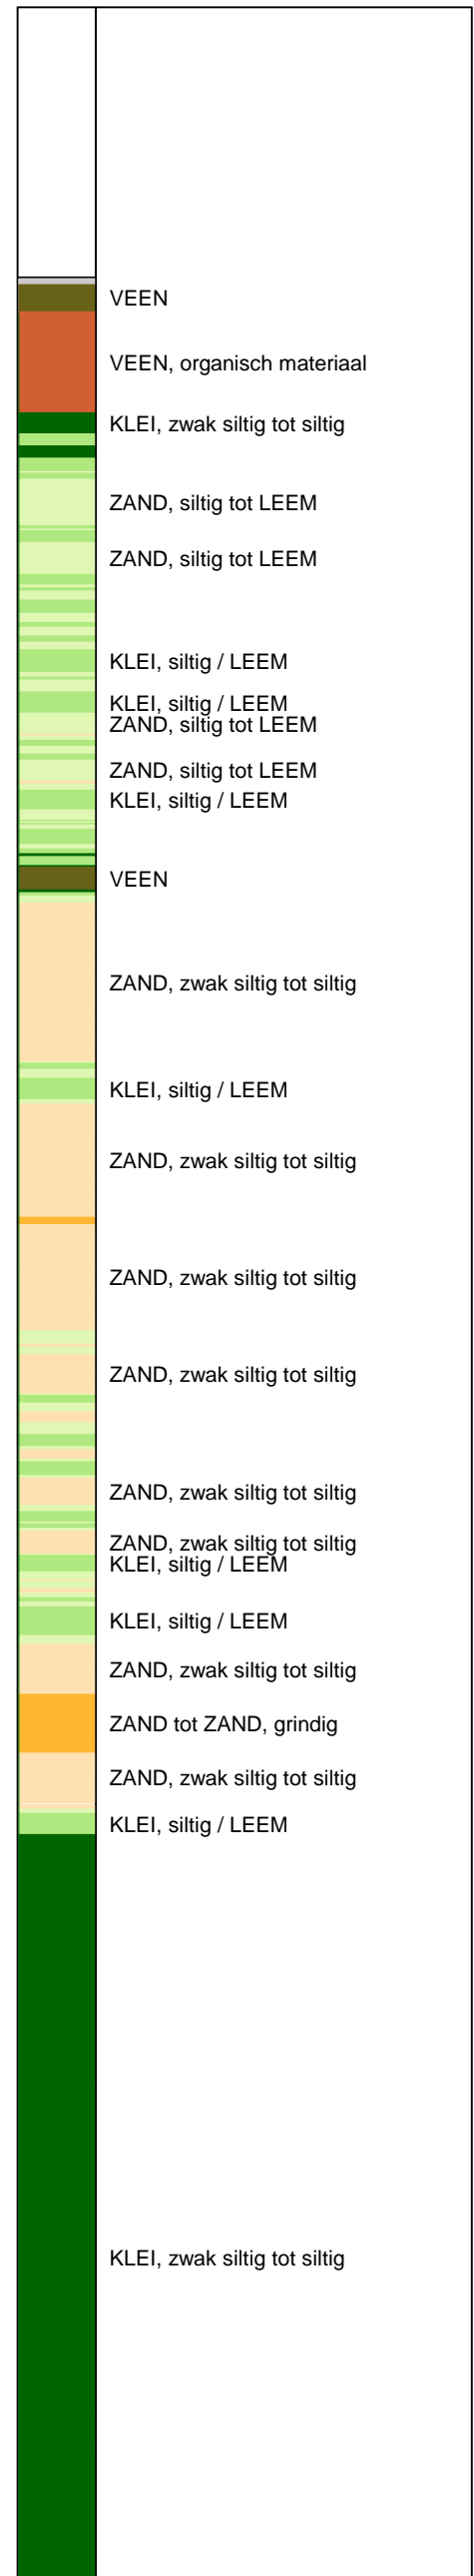 VEEN
VEEN, organisch materiaal
KLEI, zwak siltig tot siltig
ZAND, siltig tot LEEM
ZAND, siltig tot LEEM
KLEI, siltig / LEEM
KLEI, siltig / LEEM
ZAND, siltig tot LEEM
ZAND, siltig tot LEEM
KLEI, siltig / LEEM
VEEN
ZAND, zwak siltig tot siltig
KLEI, siltig / LEEM
ZAND, zwak siltig tot siltig
ZAND, zwak siltig tot siltig
ZAND, zwak siltig tot siltig
ZAND, zwak siltig tot siltig
ZAND, zwak siltig tot siltig
KLEI, siltig / LEEM
KLEI, siltig / LEEM
ZAND, zwak siltig tot siltig
ZAND tot ZAND, grindig
ZAND, zwak siltig tot siltig
KLEI, siltig / LEEM
KLEI, zwak siltig tot siltig